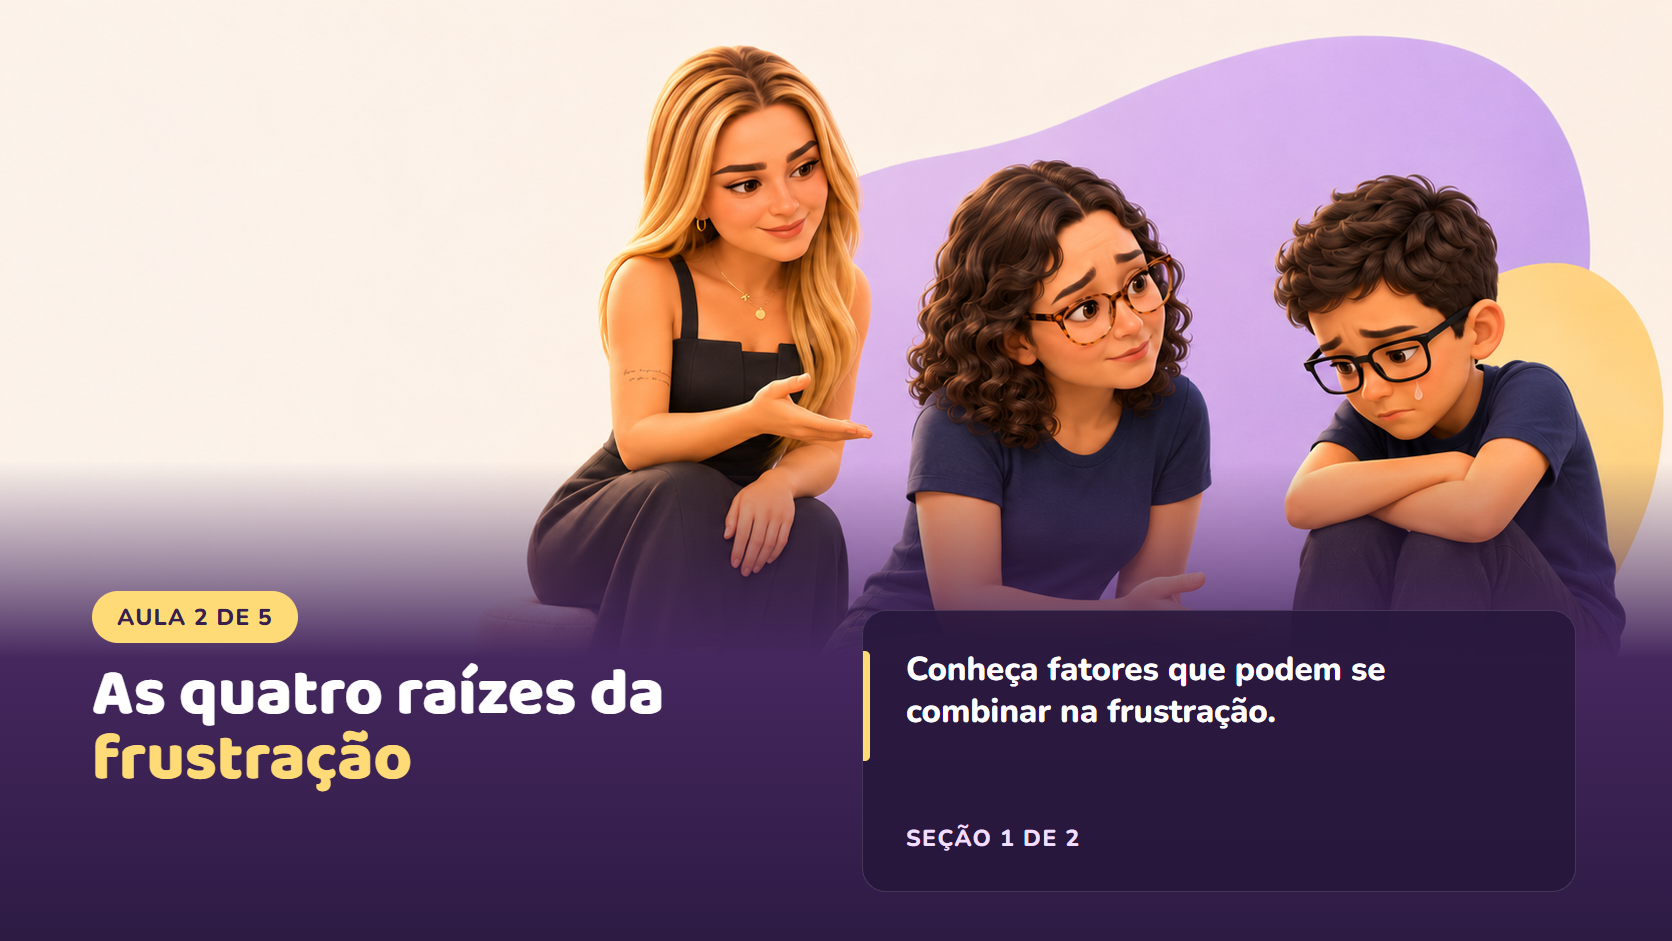 AULA 2 DE 5
As quatro raízes da
frustração
Conheça fatores que podem se
combinar na frustração.
SEÇÃO 1 DE 2